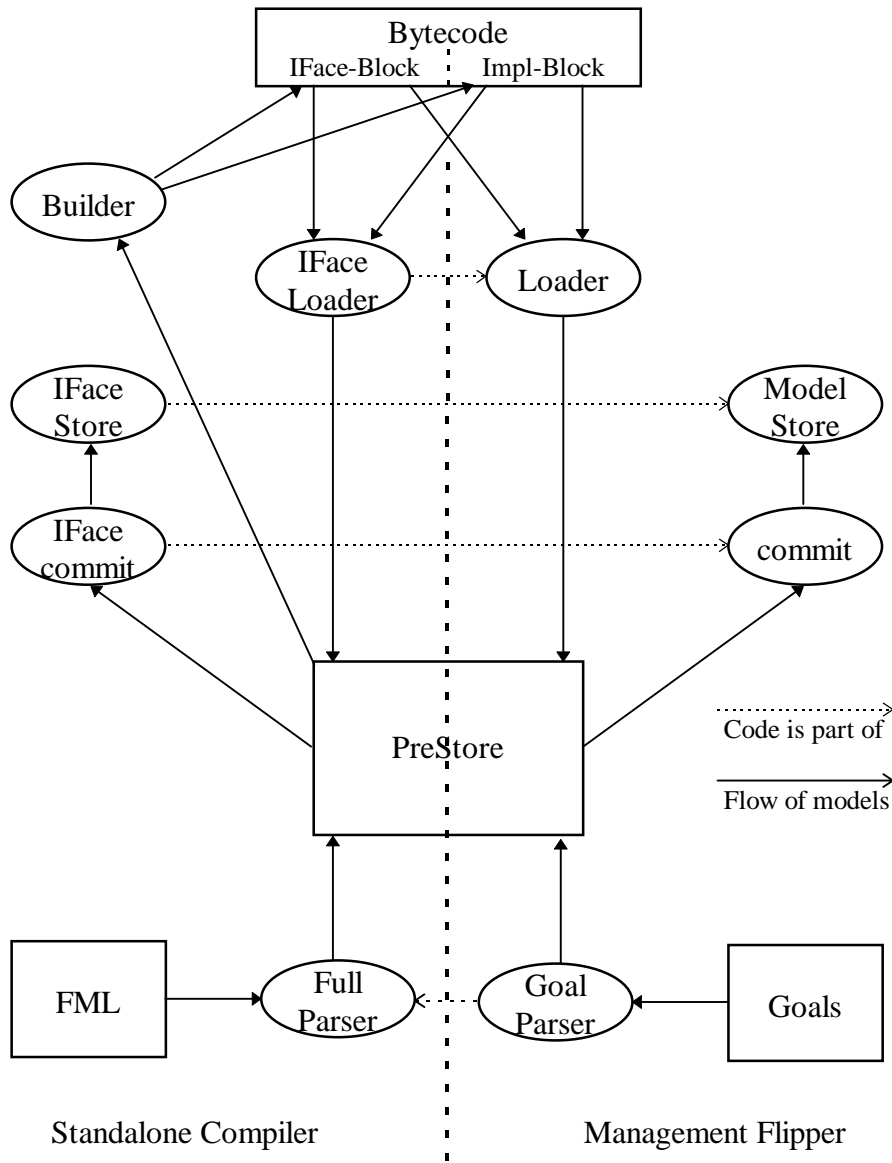 Bytecode
IFace-Block
Impl-Block
Builder
IFace
Loader
Loader
IFace
Store
Model
Store
IFace
commit
commit
PreStore
Code is part of
Flow of models
FML
Full
Parser
Goal
Parser
Goals
Standalone Compiler
Management Flipper